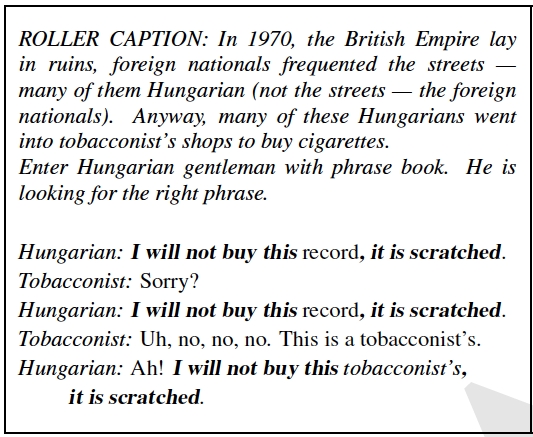 ROLLER CAPTION: In 1970, the British Empire lay
in ruins, foreign nationals frequented the streets —
many of them Hungarian (not the streets — the foreign
nationals). Anyway, many of these Hungarians went
into tobacconist's shops to buy cigarettes.
Enter Hungarian gentleman with phrase book. He is
looking for the right phrase.
Hungarian: I will not buy this record, it is scratched.
Tobacconist: Sorry?
Hungarian: I will not buy this record, it is scratched.
Tobacconist: Uh, no, no, no. This is a tobacconist's.
Hungarian: Ah! I will not buy this tobacconist's,
it is scratched.